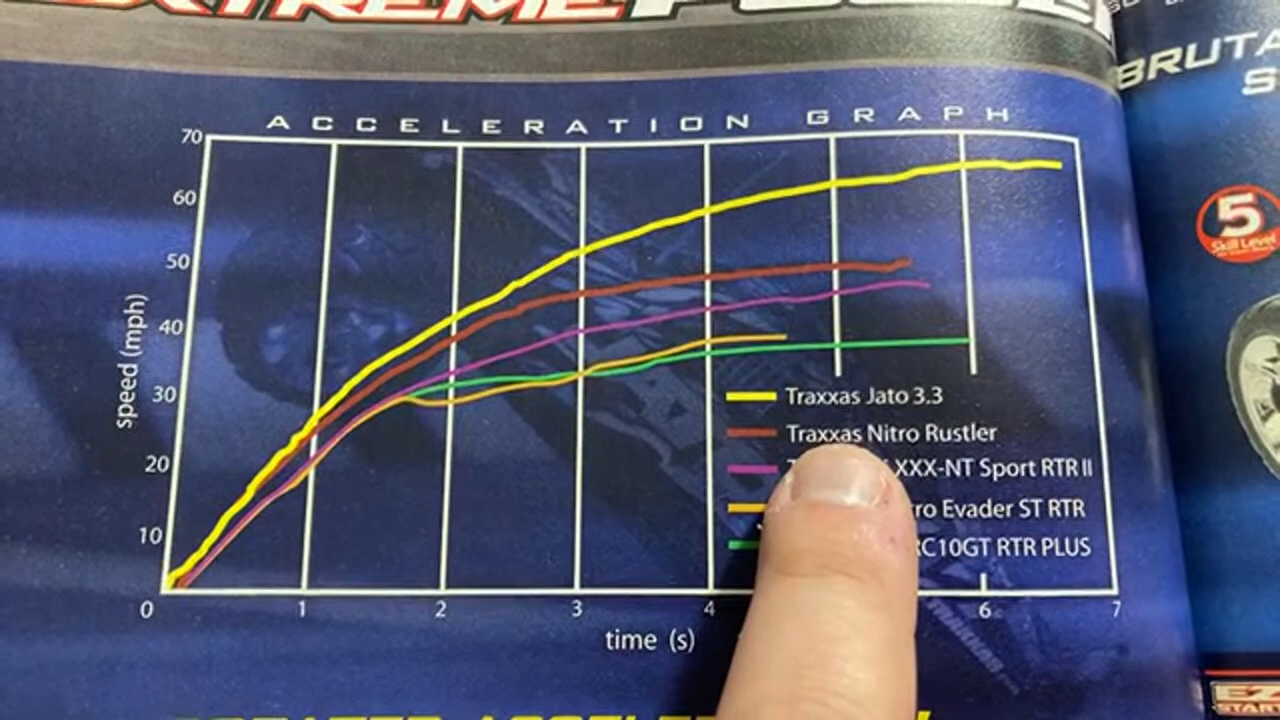 ACCELERATION GRAPH
BRUTA
S
70
60
50
40
30
20
10
0
speed (mph)
5
Skill Level
Traxxas Jato 3.3
Traxxas Nitro Rustler
XXX-NT Sport RTR II
Evader ST RTR
RC10GT RTR PLUS
1
2
3
4
6
7
time (s)
EZ
START